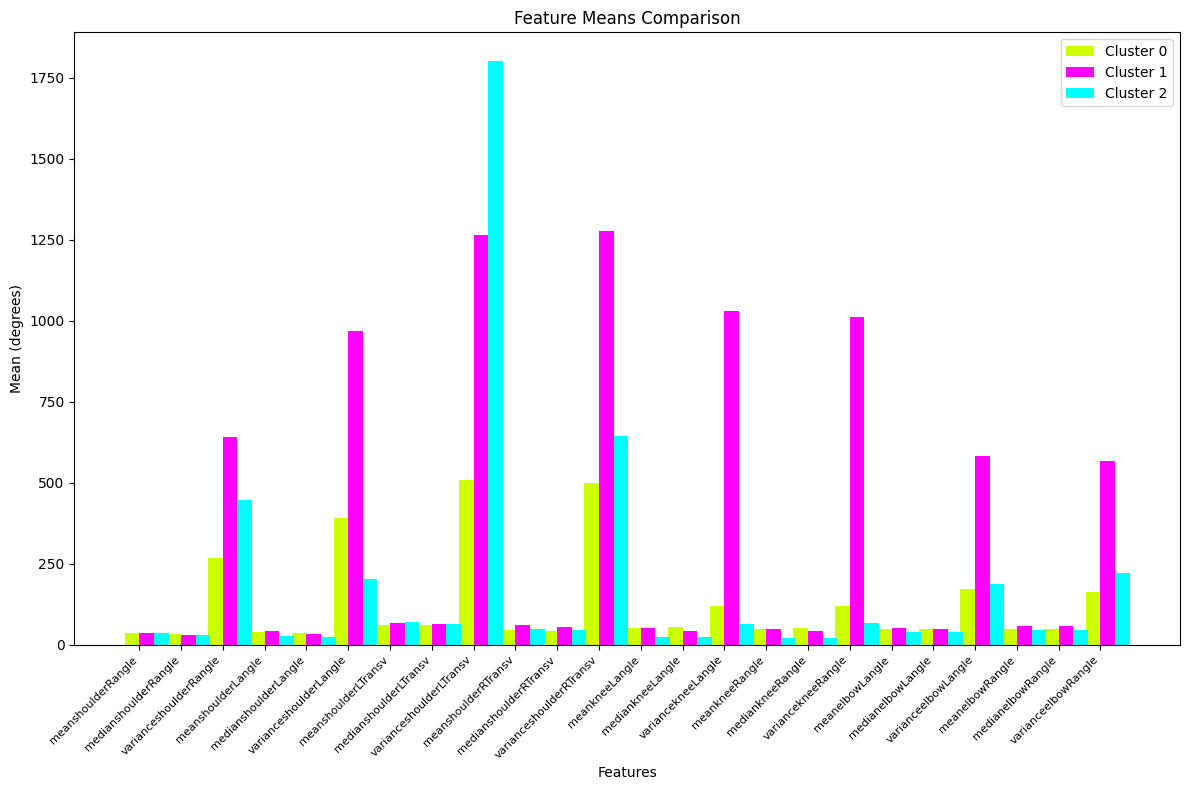 Feature Means Comparison
Cluster 0
Cluster 1
Cluster 2
Mean (degrees)
1750
1500
1250
1000
750
500
250
0
meanshoulderRangle
medianshoulderRangle
varianceshoulderRangle
meanshoulderLangle
medianshoulderLangle
varianceshoulderLangle
meanshoulderLTransv
medianshoulderLTransv
varianceshoulderLTransv
meanshoulderRTransv
medianshoulderRTransv
varianceshoulderRTransv
meankneeLangle
mediankneeLangle
variancekneeLangle
meankneeRangle
mediankneeRangle
variancekneeRangle
meanelbowLangle
medianelbowLangle
varianceelbowLangle
meanelbowRangle
medianelbowRangle
varianceelbowRangle
Features